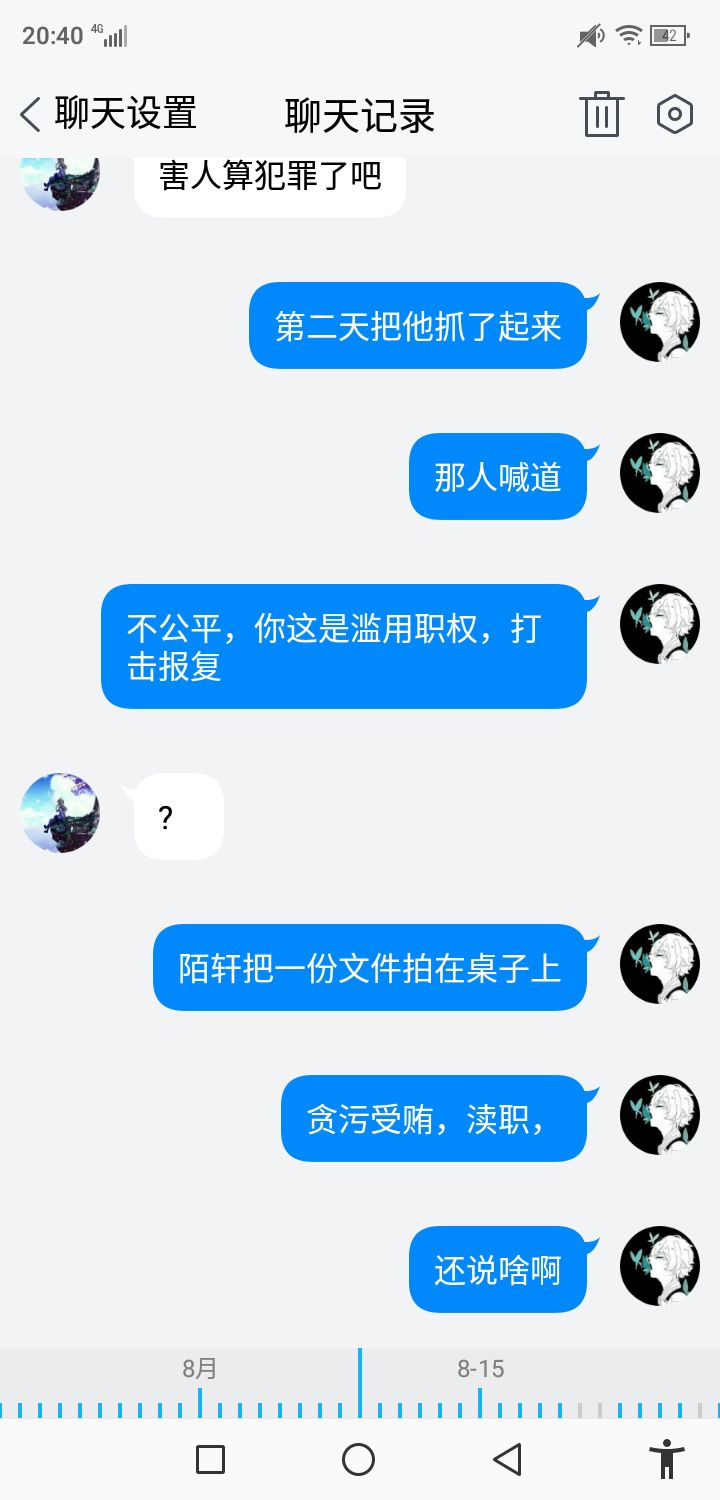 20:40 4G 42
聊天设置 聊天记录
害人算犯罪了吧
第二天把他抓了起来
那人喊道
不公平，你这是滥用职权，打
击报复
？
陌轩把一份文件拍在桌子上
贪污受贿，渎职，
还说啥啊
8月 8-15